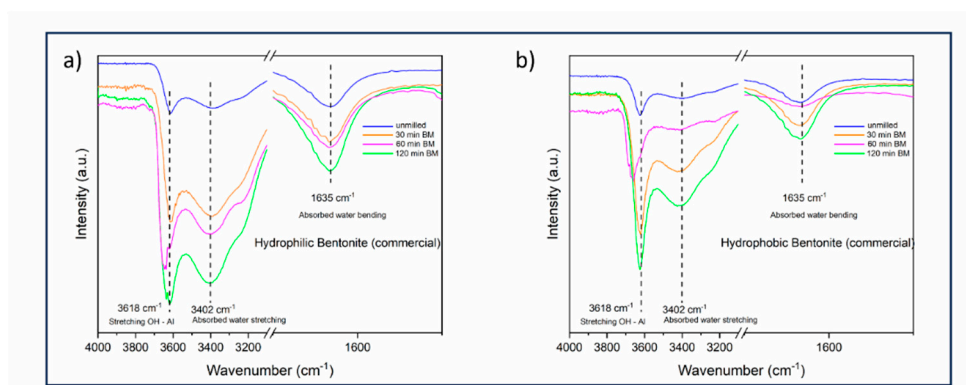 a)
unmilled
30 min BM
60 min BM
120 min BM
1635 cm⁻¹
Absorbed water bending
Hydrophilic Bentonite (commercial)
3618 cm⁻¹
Stretching OH - Al
3402 cm⁻¹
Absorbed water stretching
Intensity (a.u.)
4000 3600 3400 3200 1600
Wavenumber (cm⁻¹)
b)
unmilled
30 min BM
60 min BM
120 min BM
1635 cm⁻¹
Absorbed water bending
Hydrophobic Bentonite (commercial)
3618 cm⁻¹
Stretching OH - Al
3402 cm⁻¹
Absorbed water stretching
Intensity (a.u.)
4000 3600 3400 3200 1600
Wavenumber (cm⁻¹)